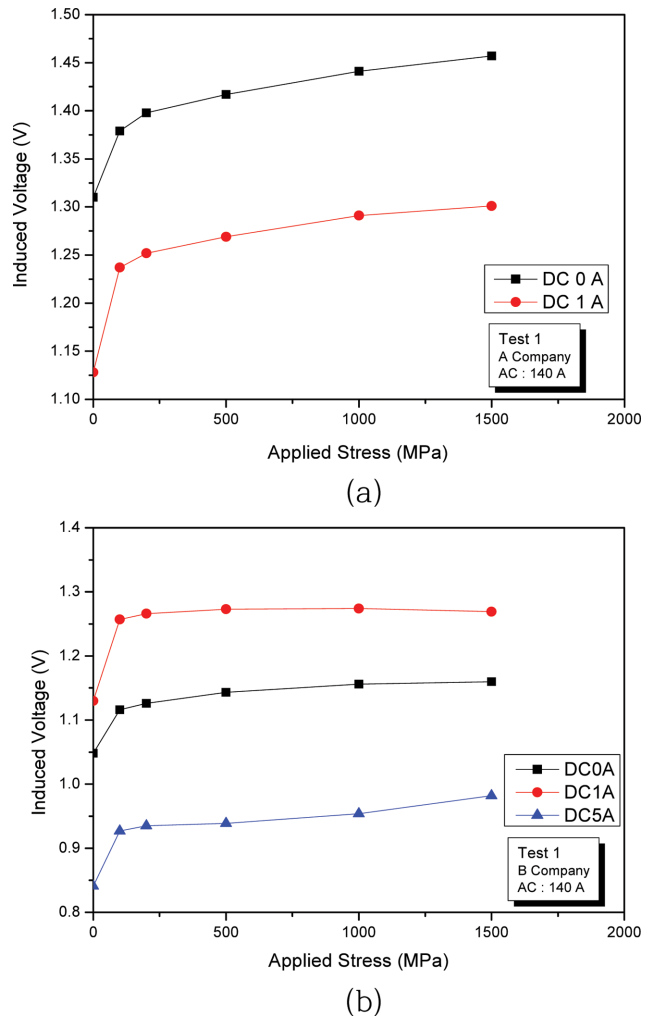 1.50
1.45
1.40
1.35
1.30
1.25
1.20
1.15
1.10
Induced Voltage (V)
DC 0 A
DC 1 A
Test 1
A Company
AC : 140 A
0 500 1000 1500 2000
Applied Stress (MPa)
(a)
1.4
1.3
1.2
1.1
1.0
0.9
0.8
Induced Voltage (V)
DC0A
DC1A
DC5A
Test 1
B Company
AC : 140 A
0 500 1000 1500 2000
Applied Stress (MPa)
(b)